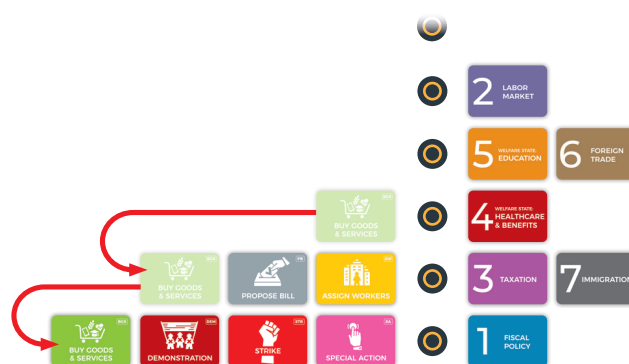 2 LABOR
MARKET
5 WELFARE STATE:
EDUCATION
6 FOREIGN
TRADE
BUY GOODS
& SERVICES
4 WELFARE STATE:
HEALTHCARE
& BENEFITS
BUY GOODS
& SERVICES
PROPOSE BILL
ASSIGN WORKERS
3 TAXATION
7 IMMIGRATION
BUY GOODS
& SERVICES
DEMONSTRATION
STRIKE
SPECIAL ACTION
1 FISCAL
POLICY